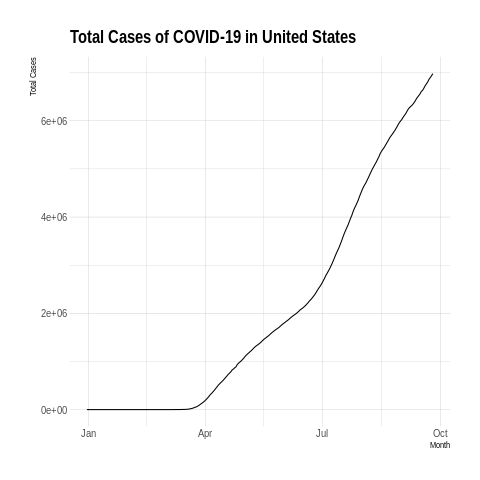 Total Cases of COVID-19 in United States
Total Cases
6e+06
4e+06
2e+06
0e+00
Jan Apr Jul Oct
Month